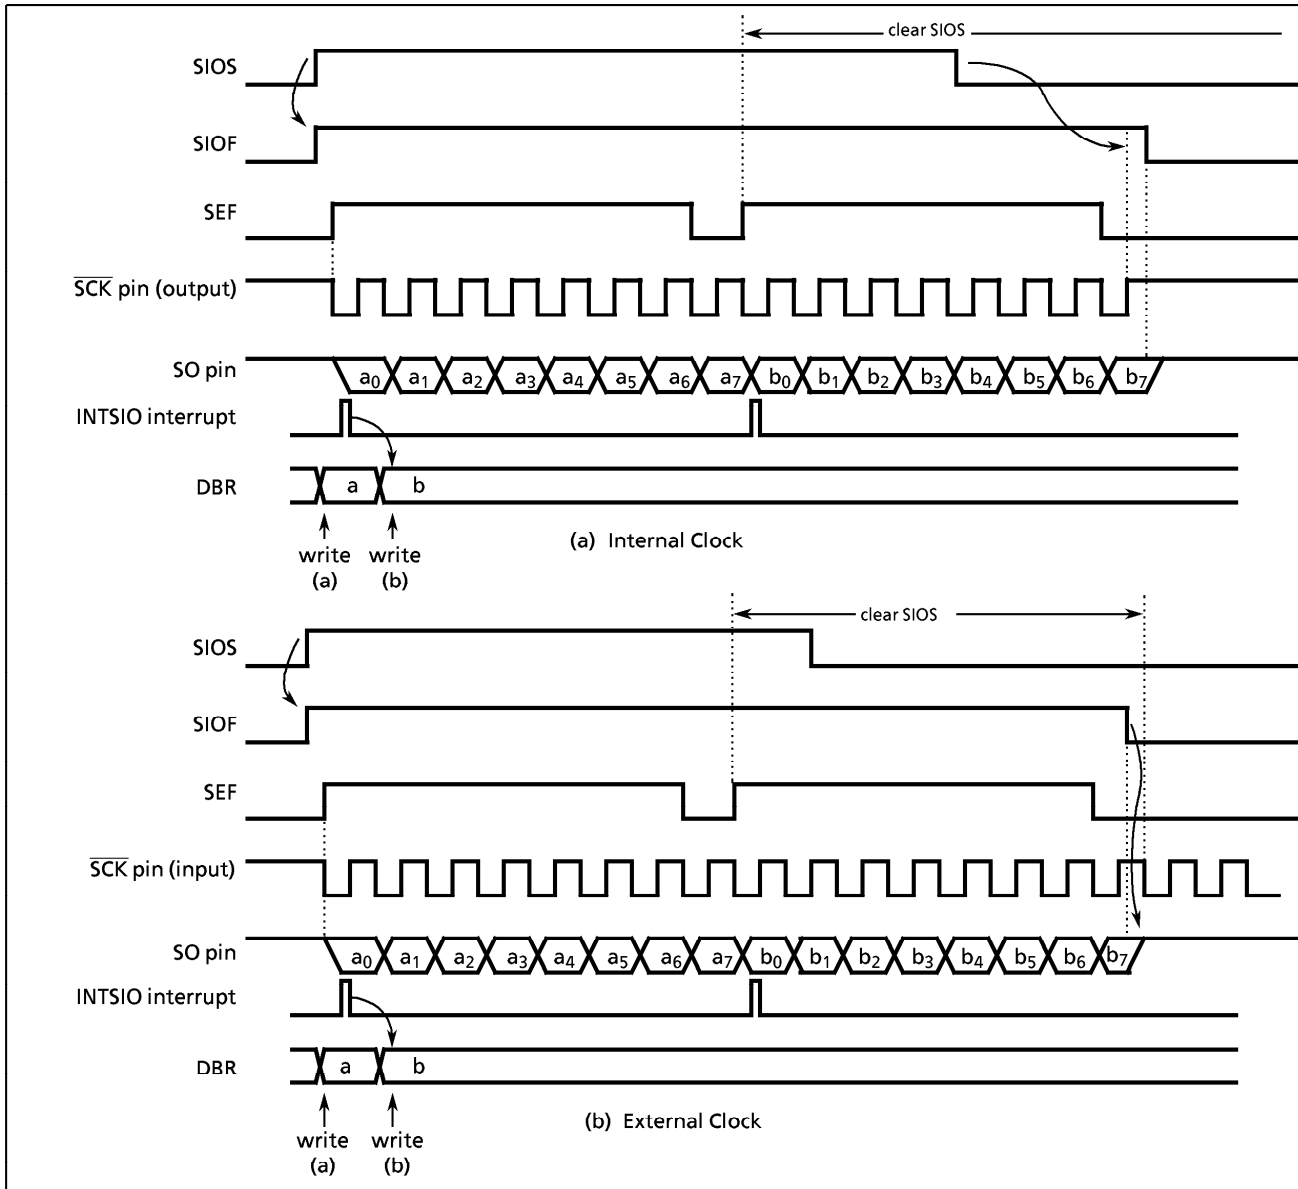 clear SIOS
SIOS
SIOF
SEF
SCK pin (output)
SO pin a0 a1 a2 a3 a4 a5 a6 a7 b0 b1 b2 b3 b4 b5 b6 b7
INTSIO interrupt
DBR a b
(a) Internal Clock
write write
(a) (b)
clear SIOS
SIOS
SIOF
SEF
SCK pin (input)
SO pin a0 a1 a2 a3 a4 a5 a6 a7 b0 b1 b2 b3 b4 b5 b6 b7
INTSIO interrupt
DBR a b
(b) External Clock
write write
(a) (b)